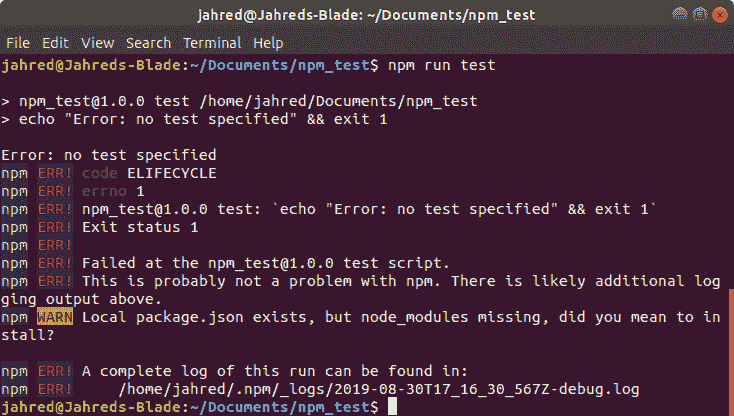 jahred@Jahreds-Blade: ~/Documents/npm_test
File Edit View Search Terminal Help
jahred@Jahreds-Blade:~/Documents/npm_test$ npm run test
> npm_test@1.0.0 test /home/jahred/Documents/npm_test
> echo "Error: no test specified" && exit 1
Error: no test specified
npm ERR! code ELIFECYCLE
npm ERR! errno 1
npm ERR! npm_test@1.0.0 test: `echo "Error: no test specified" && exit 1`
npm ERR! Exit status 1
npm ERR!
npm ERR! Failed at the npm_test@1.0.0 test script.
npm ERR! This is probably not a problem with npm. There is likely additional log
ging output above.
npm WARN Local package.json exists, but node_modules missing, did you mean to in
stall?
npm ERR! A complete log of this run can be found in:
npm ERR!     /home/jahred/.npm/_logs/2019-08-30T17_16_30_567Z-debug.log
jahred@Jahreds-Blade:~/Documents/npm_test$